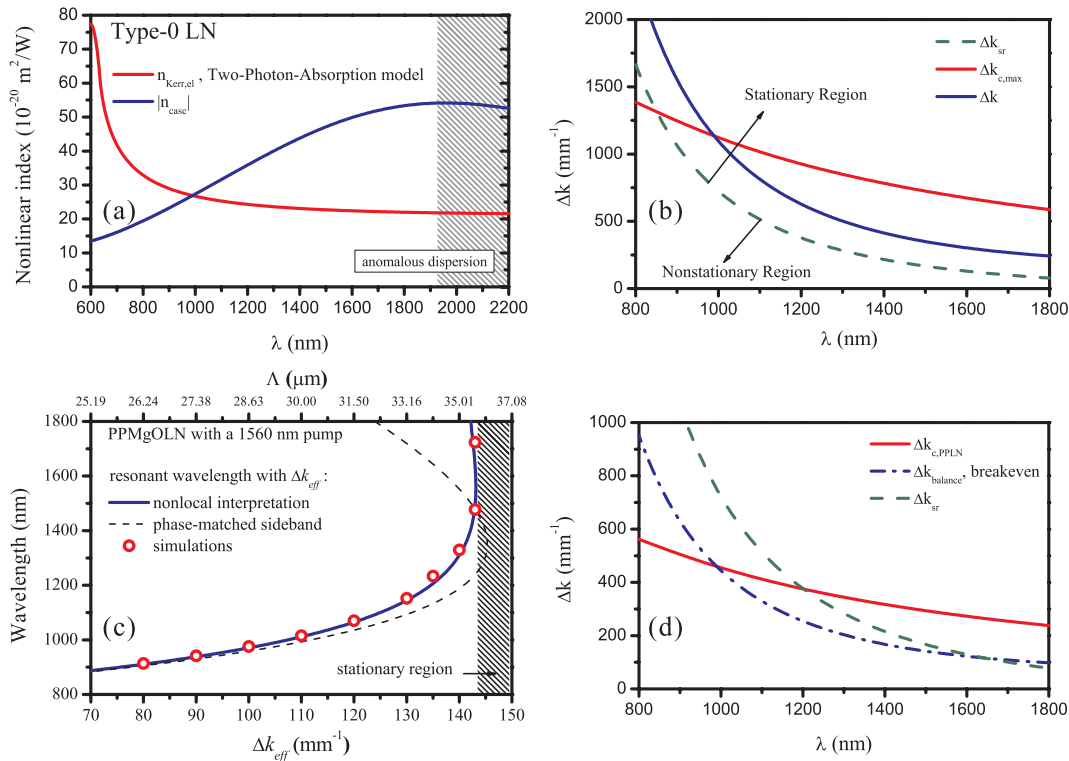 Type-0 LN
n_Kerr,el , Two-Photon-Absorption model
|n_casc|
(a)
anomalous dispersion
Nonlinear index (10^-20 m^2/W)
0
10
20
30
40
50
60
70
80
600 800 1000 1200 1400 1600 1800 2000 2200
λ (nm)
Δk_sr
Δk_c,max
Δk
Stationary Region
(b)
Nonstationary Region
Δk (mm^-1)
0
500
1000
1500
2000
800 1000 1200 1400 1600 1800
λ (nm)
Λ (μm)
25.19 26.24 27.38 28.63 30.00 31.50 33.16 35.01 37.08
PPMgOLN with a 1560 nm pump
resonant wavelength with Δk_eff :
nonlocal interpretation
phase-matched sideband
simulations
(c)
stationary region
Wavelength (nm)
800
1000
1200
1400
1600
1800
70 80 90 100 110 120 130 140 150
Δk_eff (mm^-1)
Δk_c,PPLN
Δk_balance, breakeven
Δk_sr
(d)
Δk (mm^-1)
0
200
400
600
800
1000
800 1000 1200 1400 1600 1800
λ (nm)